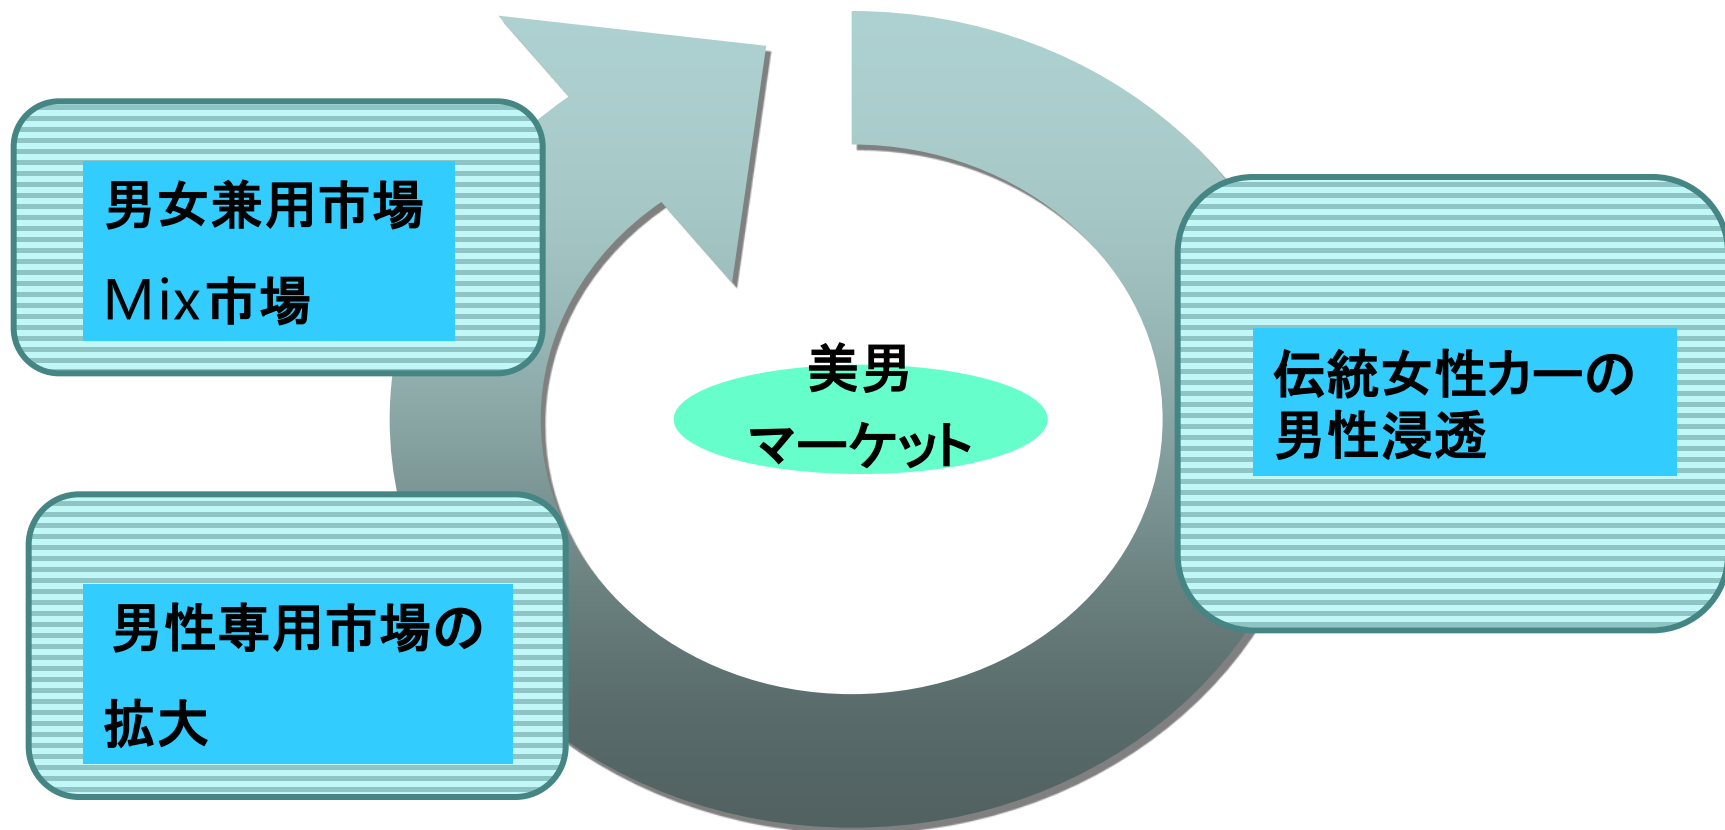 男女兼用市場
Mix市場
美男
マーケット
伝統女性カーの
男性浸透
男性専用市場の
拡大